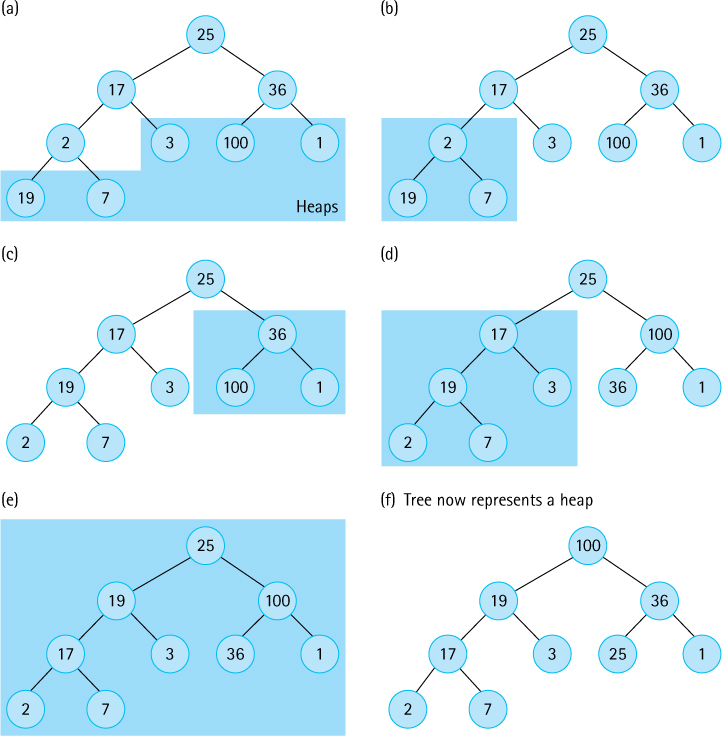 (a)
25
17 36
2 3 100 1
19 7
Heaps
(b)
25
17 36
2 3 100 1
19 7
(c)
25
17 36
19 3 100 1
2 7
(d)
25
17 100
19 3 36 1
2 7
(e)
25
19 100
17 3 36 1
2 7
(f) Tree now represents a heap
100
19 36
17 3 25 1
2 7